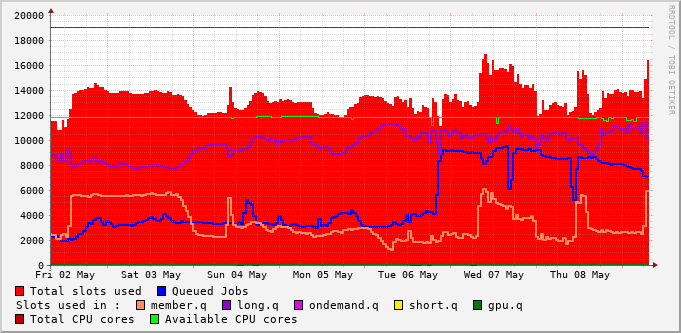 RRDTOOL / TOBI OETIKER
20000
18000
16000
14000
12000
10000
8000
6000
4000
2000
0
Fri 02 May Sat 03 May Sun 04 May Mon 05 May Tue 06 May Wed 07 May Thu 08 May
Total slots used Queued Jobs
Slots used in : member.q long.q ondemand.q short.q gpu.q
Total CPU cores Available CPU cores